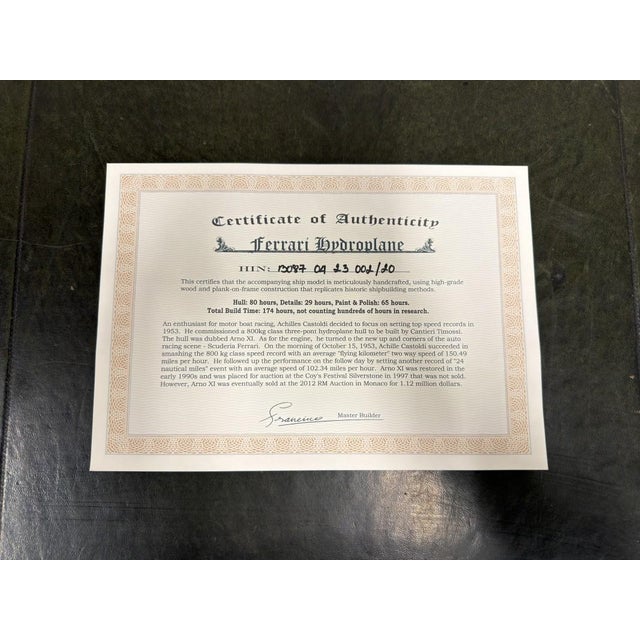 Certificate of Authenticity
Ferrari Hydroplane
HIN: B087 09 23 002/20
This certifies that the accompanying ship model is meticulously handcrafted, using high-grade
wood and plank-on-frame construction that replicates historic shipbuilding methods.
Hull: 80 hours, Details: 29 hours, Paint & Polish: 65 hours.
Total Build Time: 174 hours, not counting hundreds of hours in research.
An enthusiast for motor boat racing, Achilles Castoldi decided to focus on setting top speed records in
1953. He commissioned a 800kg class three-pont hydroplane hull to be built by Cantieri Timossi.
The hull was dubbed Arno XI. As for the engine, he turned o the new up and corners of the auto
racing scene - Scuderia Ferrari. On the morning of October 15, 1953, Achille Castoldi succeeded in
smashing the 800 kg class speed record with an average "flying kilometer" two way speed of 150.49
miles per hour. He followed up the performance on the day by setting another record of "24
nautical miles" event with an average speed of 102.34 miles per hour. Arno XI was restored in the
early 1990s and was placed for auction at the Coy's Festival Silverstone in 1997 that was not sold.
However, Arno XI was eventually sold at the 2012 RM Auction in Monaco for 1.12 million dollars.
Master Builder